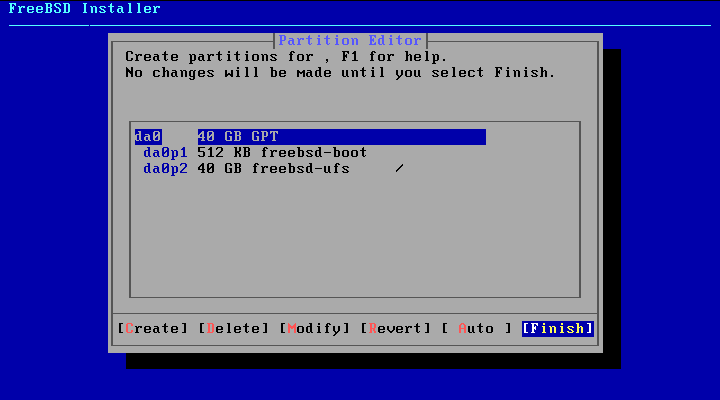 FreeBSD Installer
Partition Editor
Create partitions for , F1 for help.
No changes will be made until you select Finish.
da0 40 GB GPT
da0p1 512 KB freebsd-boot
da0p2 40 GB freebsd-ufs /
[Create] [Delete] [Modify] [Revert] [ Auto ] [Finish]